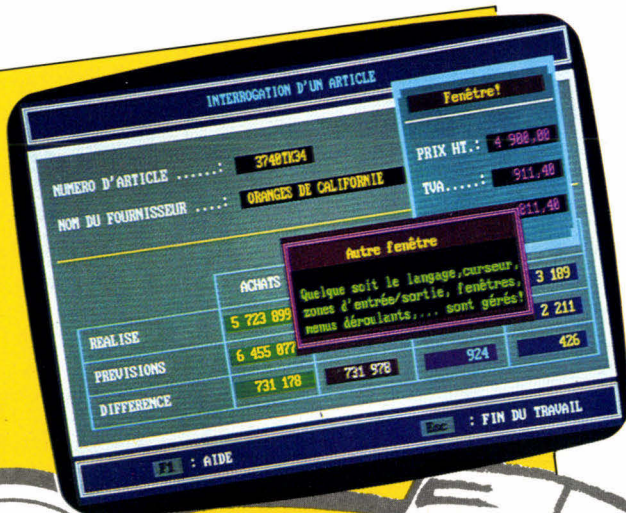 INTERROGATION D'UN ARTICLE
Fenêtre!
NUMERO D'ARTICLE ......: 3740TK34
PRIX HT.: 4 900,00
NOM DU FOURNISSEUR ....: ORANGES DE CALIFORNIE
TVA.....: 911,40
811,40
Autre fenêtre
Quelque soit le langage,curseur,
zones d'entrée/sortie, fenêtres,
menus déroulants,... sont gérés!
ACHATS
REALISE 5 723 899 3 189
PREVISIONS 6 455 077 2 211
DIFFERENCE 731 178 731 978 924 426
F1 : AIDE Esc : FIN DU TRAVAIL